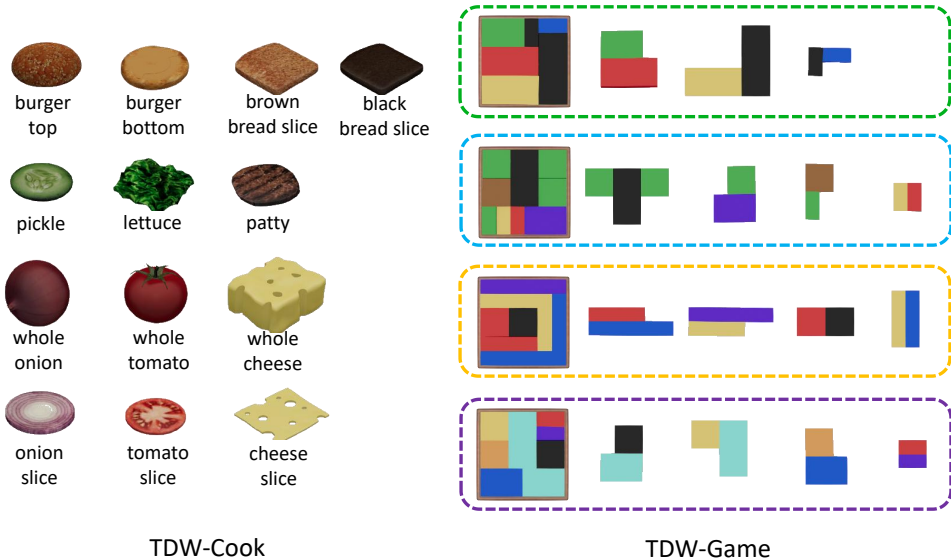 burger
top
burger
bottom
brown
bread slice
black
bread slice
pickle
lettuce
patty
whole
onion
whole
tomato
whole
cheese
onion
slice
tomato
slice
cheese
slice
TDW-Cook
TDW-Game